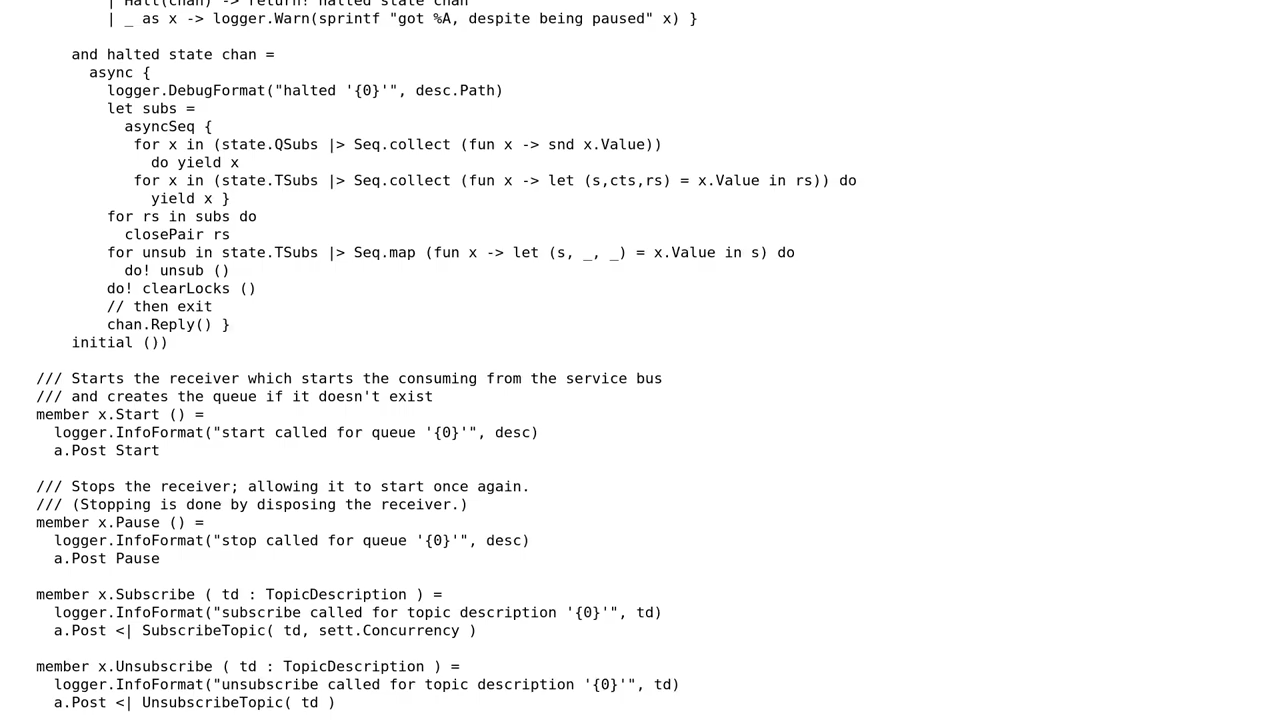 | Halt(chan) -> return! halted state chan
| _ as x -> logger.Warn(sprintf "got %A, despite being paused" x) }
and halted state chan =
async {
logger.DebugFormat("halted '{0}'", desc.Path)
let subs =
asyncSeq {
for x in (state.QSubs |> Seq.collect (fun x -> snd x.Value))
do yield x
for x in (state.TSubs |> Seq.collect (fun x -> let (s,cts,rs) = x.Value in rs)) do
yield x }
for rs in subs do
closePair rs
for unsub in state.TSubs |> Seq.map (fun x -> let (s, _, _) = x.Value in s) do
do! unsub ()
do! clearLocks ()
// then exit
chan.Reply() }
initial ())
/// Starts the receiver which starts the consuming from the service bus
/// and creates the queue if it doesn't exist
member x.Start () =
logger.InfoFormat("start called for queue '{0}'", desc)
a.Post Start
/// Stops the receiver; allowing it to start once again.
/// (Stopping is done by disposing the receiver.)
member x.Pause () =
logger.InfoFormat("stop called for queue '{0}'", desc)
a.Post Pause
member x.Subscribe ( td : TopicDescription ) =
logger.InfoFormat("subscribe called for topic description '{0}'", td)
a.Post <| SubscribeTopic( td, sett.Concurrency )
member x.Unsubscribe ( td : TopicDescription ) =
logger.InfoFormat("unsubscribe called for topic description '{0}'", td)
a.Post <| UnsubscribeTopic( td )